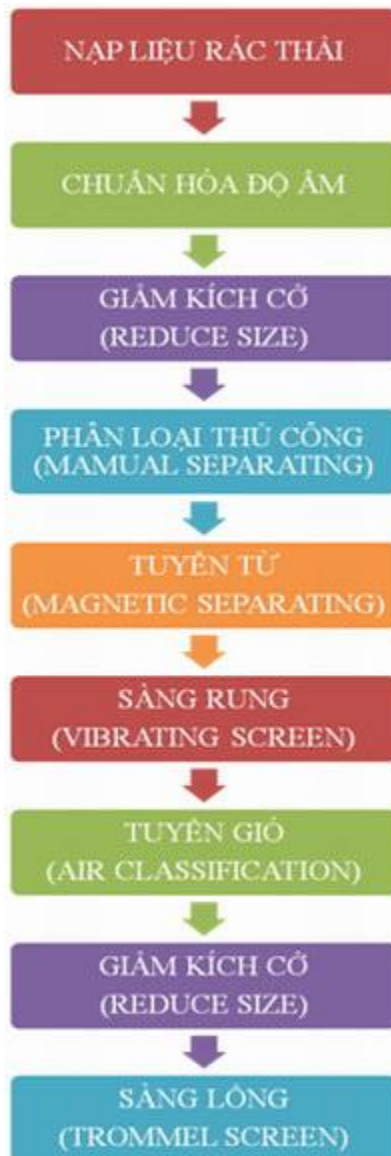 NẠP LIỆU RÁC THẢI
CHUẨN HÓA ĐỘ ẨM
GIẢM KÍCH CỞ
(REDUCE SIZE)
PHÂN LOẠI THỦ CÔNG
(MAMUAL SEPARATING)
TUYỂN TỪ
(MAGNETIC SEPARATING)
SÀNG RUNG
(VIBRATING SCREEN)
TUYỂN GIÓ
(AIR CLASSIFICATION)
GIẢM KÍCH CỞ
(REDUCE SIZE)
SÀNG LỒNG
(TROMMEL SCREEN)